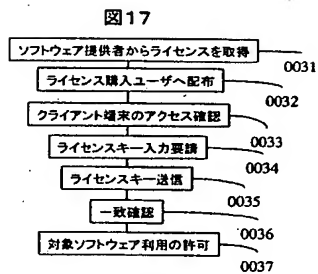 図17
ソフトウェア提供者からライセンスを取得
0031
ライセンス購入ユーザへ配布
0032
クライアント端末のアクセス確認
0033
ライセンスキー入力要請
0034
ライセンスキー送信
0035
一致確認
0036
対象ソフトウェア利用の許可
0037